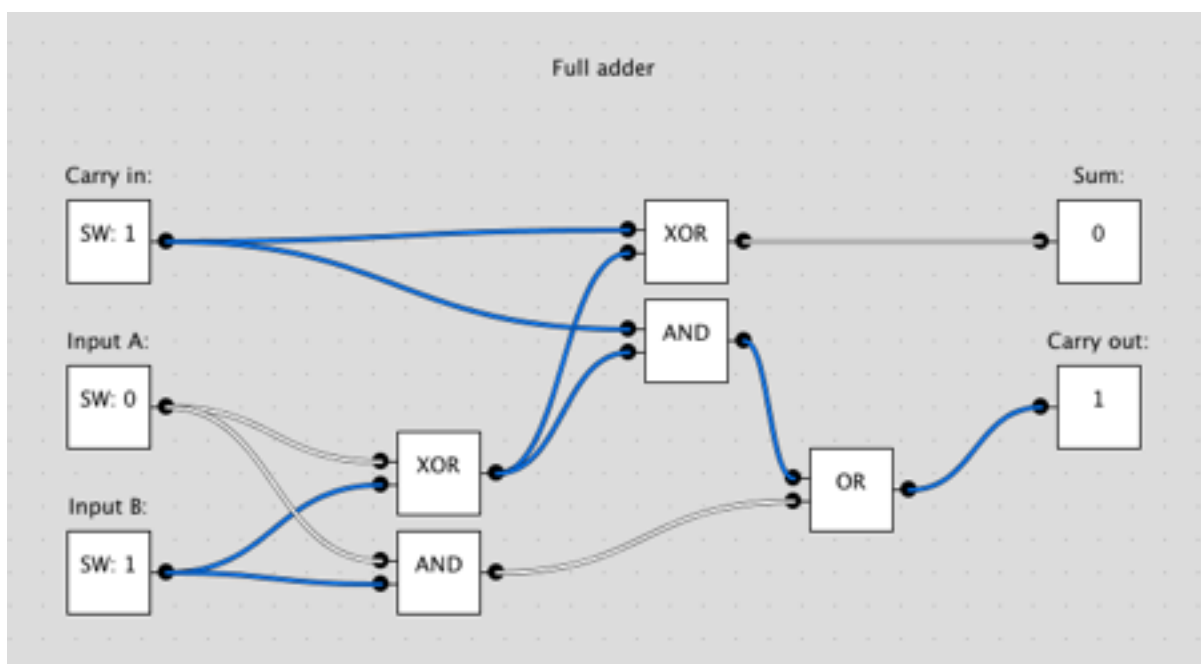 Full adder
Carry in:
SW: 1
XOR
Sum:
0
AND
Input A:
SW: 0
Carry out:
1
XOR
OR
Input B:
SW: 1
AND